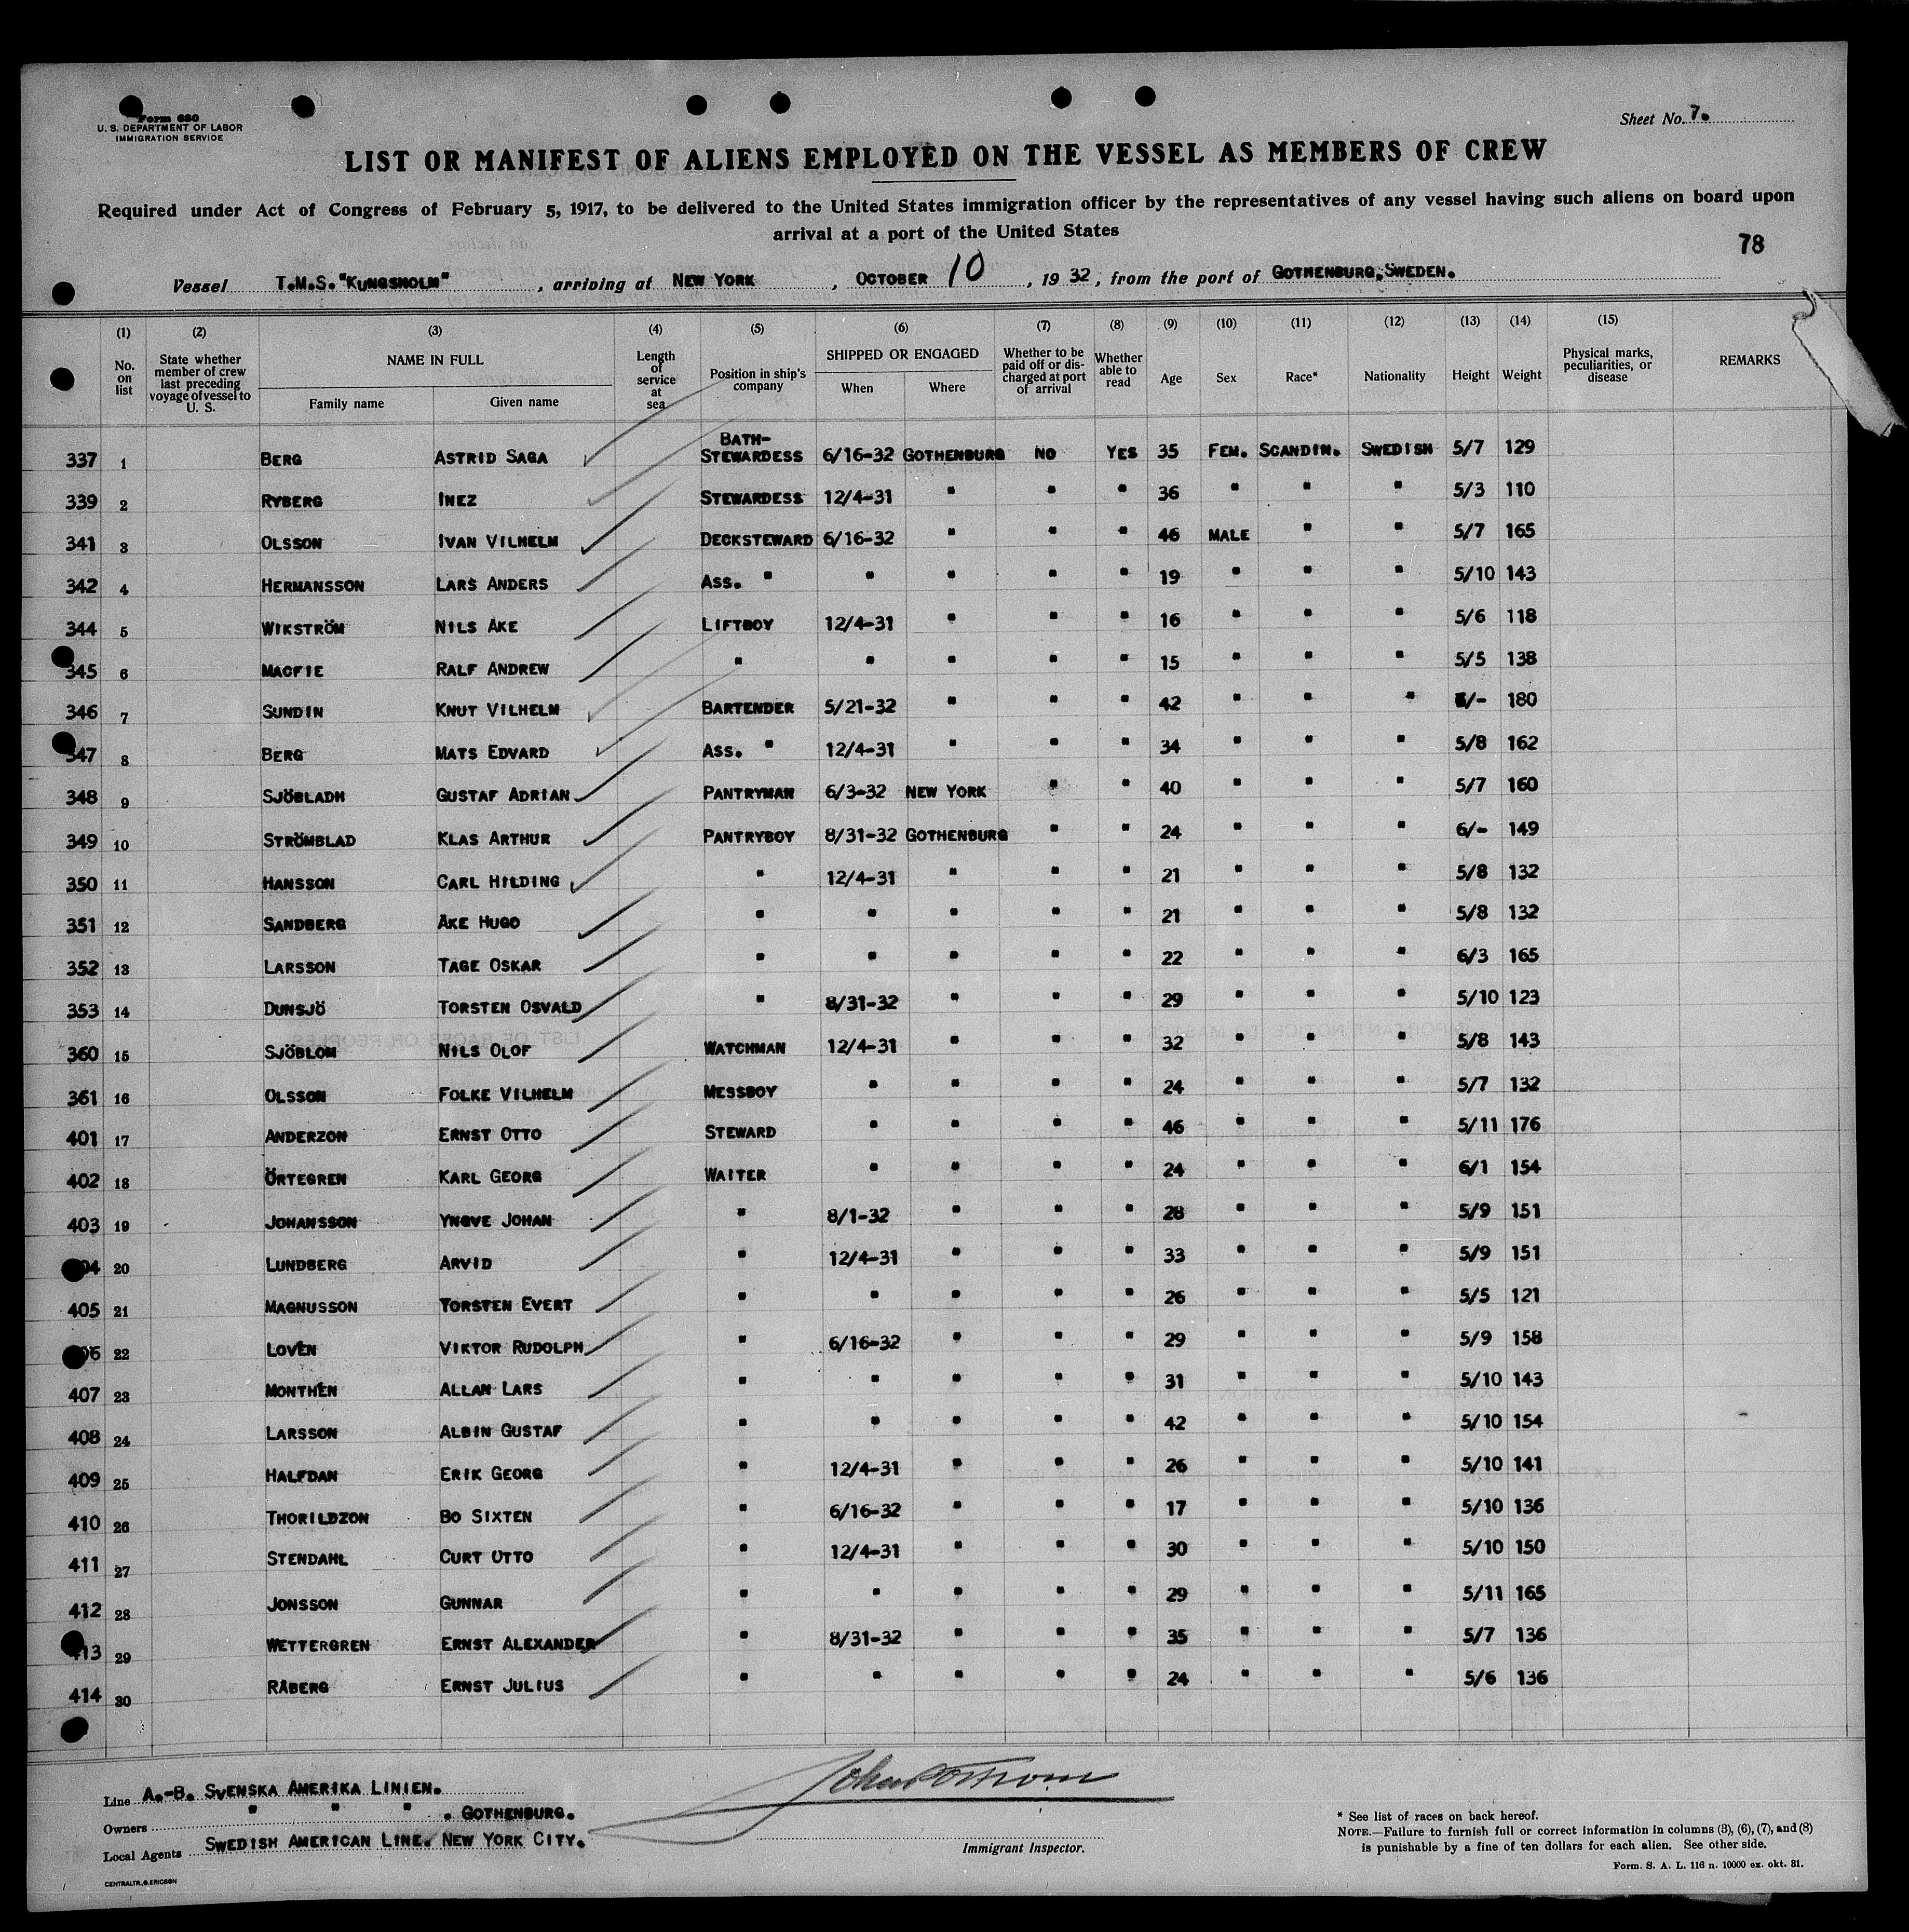 Form 680
U. S. DEPARTMENT OF LABOR
IMMIGRATION SERVICE
Sheet No. 7.
LIST OR MANIFEST OF ALIENS EMPLOYED ON THE VESSEL AS MEMBERS OF CREW
Required under Act of Congress of February 5, 1917, to be delivered to the United States immigration officer by the representatives of any vessel having such aliens on board upon
arrival at a port of the United States
78
Vessel T.M.S. "KUNGSHOLM", arriving at NEW YORK, OCTOBER 10, 1932, from the port of GOTHENBURG, SWEDEN.
(1) (2) (3) (4) (5) (6) (7) (8) (9) (10) (11) (12) (13) (14) (15)
No. on list State whether member of crew last preceding voyage of vessel to U. S. NAME IN FULL Family name Given name Length of service at sea Position in ship's company SHIPPED OR ENGAGED When Where Whether to be paid off or discharged at port of arrival Whether able to read Age Sex Race* Nationality Height Weight Physical marks, peculiarities, or disease REMARKS
337 1 BERG ASTRID SAGA BATH-STEWARDESS 6/16-32 GOTHENBURG NO YES 35 FEM. SCANDIN. SWEDISH 5/7 129
339 2 RYBERG INEZ STEWARDESS 12/4-31 " " " 36 " " " 5/3 110
341 3 OLSSON IVAN VILHELM DECKSTEWARD 6/16-32 " " " 46 MALE " " 5/7 165
342 4 HERMANSSON LARS ANDERS ASS. " " " " " 19 " " " 5/10 143
344 5 WIKSTRÖM NILS ÅKE LIFTBOY 12/4-31 " " " 16 " " " 5/6 118
345 6 MACFIE RALF ANDREW " " " " " 15 " " " 5/5 138
346 7 SUNDIN KNUT VILHELM BARTENDER 5/21-32 " " " 42 " " " 6/- 180
347 8 BERG MATS EDVARD ASS. " 12/4-31 " " " 34 " " " 5/8 162
348 9 SJÖBLADH GUSTAF ADRIAN PANTRYMAN 6/3-32 NEW YORK " " 40 " " " 5/7 160
349 10 STRÖMBLAD KLAS ARTHUR PANTRYBOY 8/31-32 GOTHENBURG " " 24 " " " 6/- 149
350 11 HANSSON CARL HILDING " 12/4-31 " " " 21 " " " 5/8 132
351 12 SANDBERG ÅKE HUGO " " " " " 21 " " " 5/8 132
352 13 LARSSON TAGE OSKAR " " " " " 22 " " " 6/3 165
353 14 DUNSJÖ TORSTEN OSVALD " 8/31-32 " " " 29 " " " 5/10 123
360 15 SJÖBLOM NILS OLOF WATCHMAN 12/4-31 " " " 32 " " " 5/8 143
361 16 OLSSON FOLKE VILHELM MESSBOY " " " " 24 " " " 5/7 132
401 17 ANDERZON ERNST OTTO STEWARD " " " " 46 " " " 5/11 176
402 18 ÖRTEGREN KARL GEORG WAITER " " " " 24 " " " 6/1 154
403 19 JOHANSSON YNGVE JOHAN " 8/1-32 " " " 28 " " " 5/9 151
20 LUNDBERG ARVID " 12/4-31 " " " 33 " " " 5/9 151
405 21 MAGNUSSON TORSTEN EVERT " " " " " 26 " " " 5/5 121
22 LOVÉN VIKTOR RUDOLPH " 6/16-32 " " " 29 " " " 5/9 158
407 23 MONTHÉN ALLAN LARS " " " " " 31 " " " 5/10 143
408 24 LARSSON ALBIN GUSTAF " " " " " 42 " " " 5/10 154
409 25 HALFDAN ERIK GEORG " 12/4-31 " " " 26 " " " 5/10 141
410 26 THORILDZON BO SIXTEN " 6/16-32 " " " 17 " " " 5/10 136
411 27 STENDAHL CURT OTTO " 12/4-31 " " " 30 " " " 5/10 150
412 28 JONSSON GUNNAR " " " " " 29 " " " 5/11 165
413 29 WETTERGREN ERNST ALEXANDER " 8/31-32 " " " 35 " " " 5/7 136
414 30 RÅBERG ERNST JULIUS " " " " " 24 " " " 5/6 136
Line A.-B. SVENSKA AMERIKA LINIEN.
Owners " " " . GOTHENBURG.
Local Agents SWEDISH AMERICAN LINE. NEW YORK CITY.
Immigrant Inspector.
* See list of races on back hereof.
NOTE.—Failure to furnish full or correct information in columns (3), (6), (7), and (8)
is punishable by a fine of ten dollars for each alien. See other side.
Form. S. A. L. 116 n. 10000 ex. okt. 31.
CENTRALTR. G. ERICSON